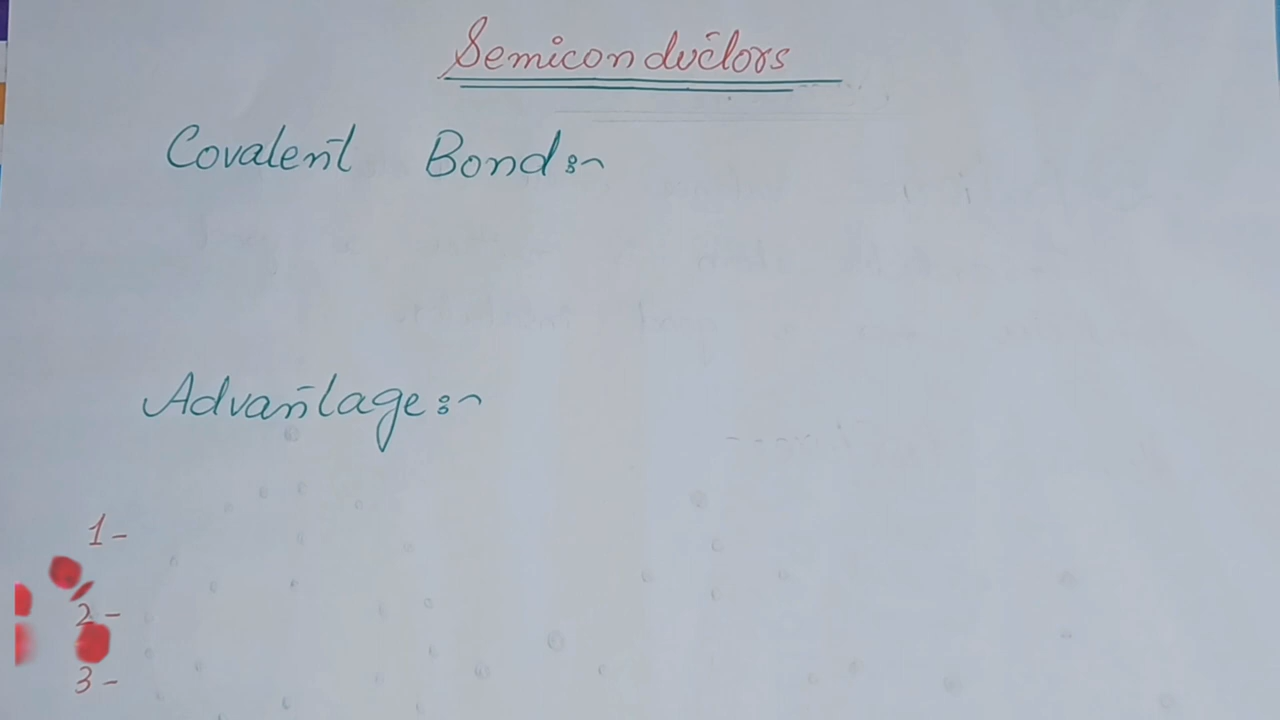 Semiconductors
Covalent Bond:~
Advantage:~
1-
2-
3-